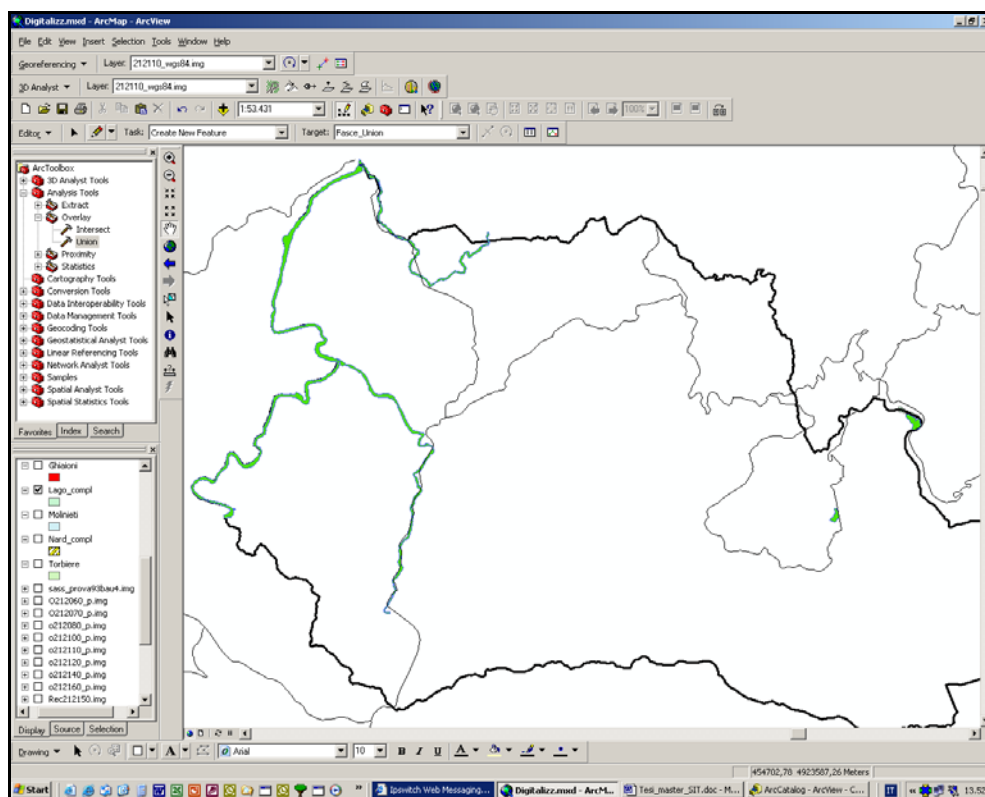 Digitalizz.mxd - ArcMap - ArcView
File Edit View Insert Selection Tools Window Help
Georeferencing Layer: 212110_wgs84.img
3D Analyst Layer: 212110_wgs84.img
1:53.431 100%
Editor Task: Create New Feature Target: Fasce_Union
ArcToolbox
3D Analyst Tools
Analysis Tools
Extract
Overlay
Intersect
Union
Proximity
Statistics
Cartography Tools
Conversion Tools
Data Interoperability Tools
Data Management Tools
Geocoding Tools
Geostatistical Analyst Tools
Linear Referencing Tools
Network Analyst Tools
Samples
Spatial Analyst Tools
Spatial Statistics Tools
Favorites Index Search
Ghiaioni
Lago_compl
Molinieti
Nard_compl
Torbiere
sass_prova93bau4.img
O212060_p.img
O212070_p.img
o212080_p.img
o212100_p.img
o212110_p.img
o212120_p.img
o212140_p.img
o212160_p.img
Rec212150.img
Display Source Selection
Drawing A Arial 10 B I U A
454702,78 4923587,26 Meters
Start Ipswitch Web Messaging... Digitalizz.mxd - ArcM... Tesi_master_SIT.doc - M... ArcCatalog - ArcView - C... IT 13.52